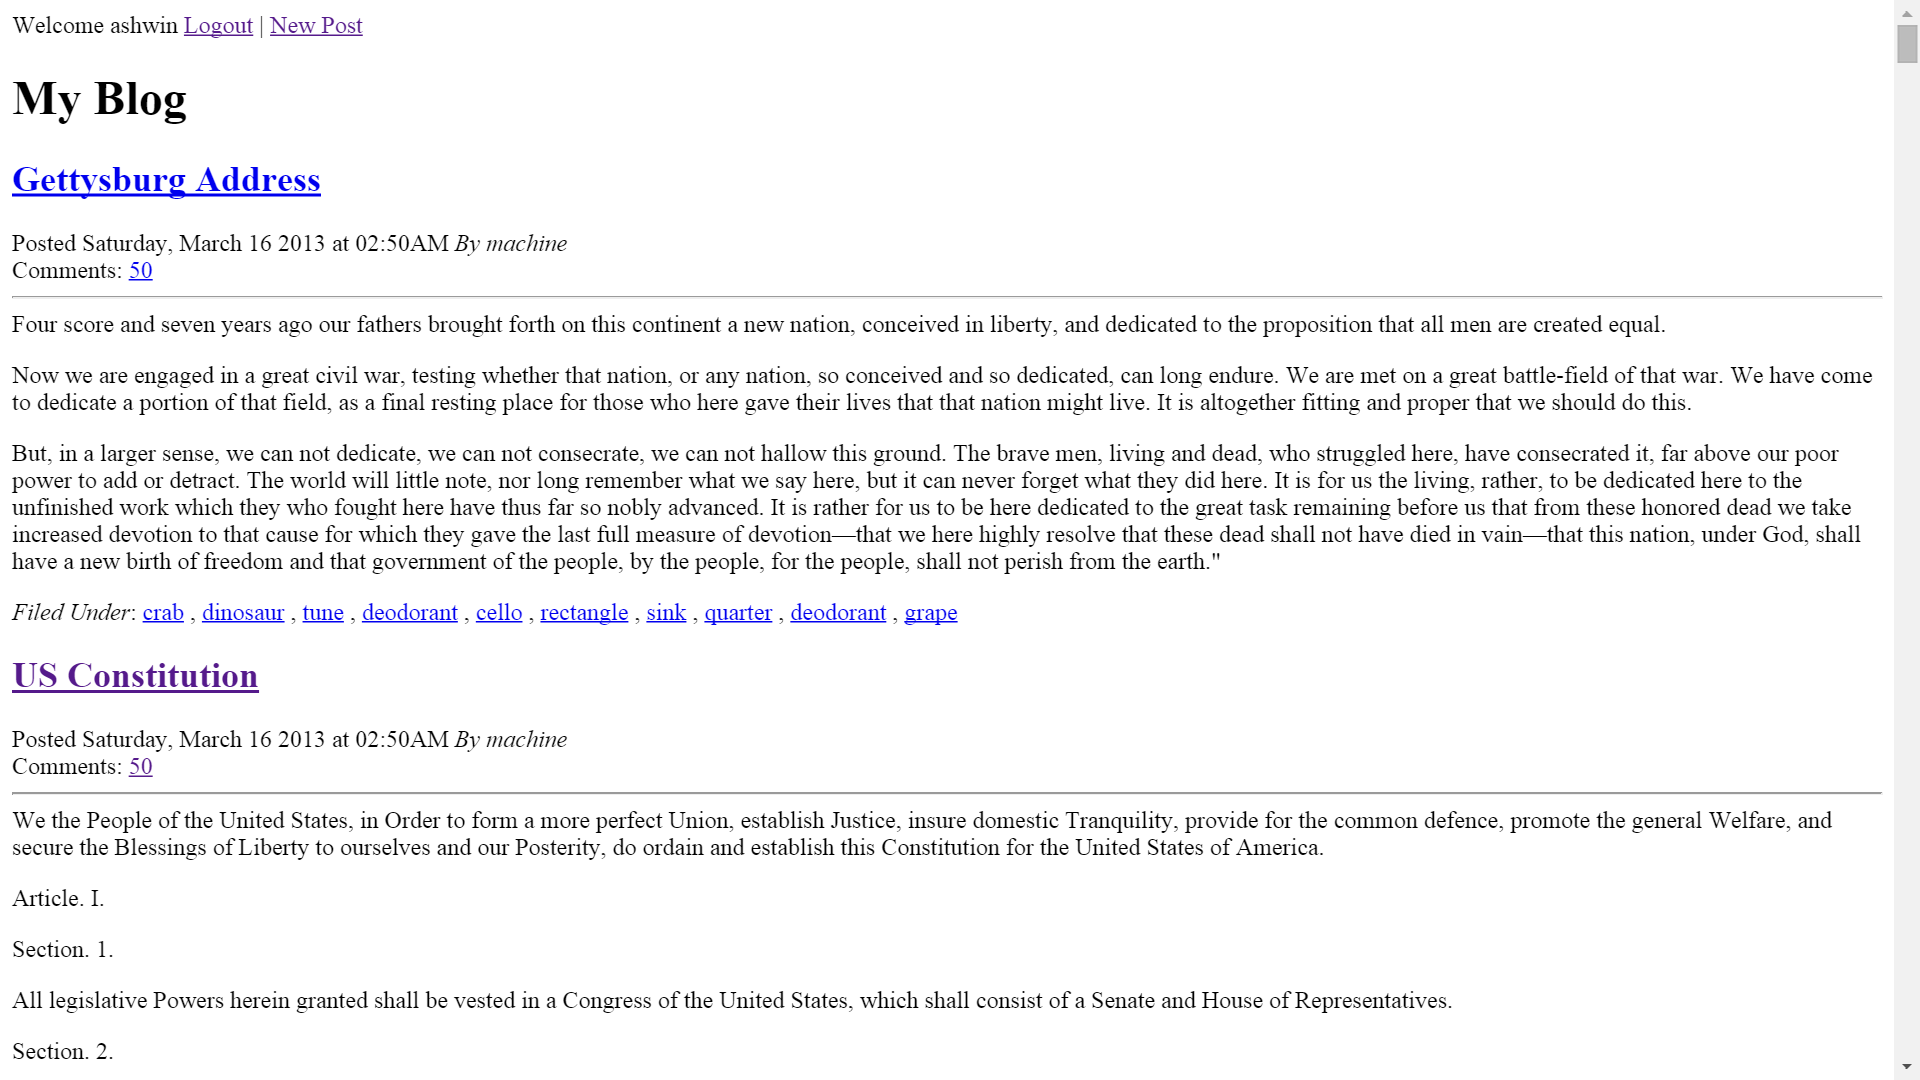 Welcome ashwin Logout | New Post
My Blog
Gettysburg Address
Posted Saturday, March 16 2013 at 02:50AM By machine
Comments: 50
Four score and seven years ago our fathers brought forth on this continent a new nation, conceived in liberty, and dedicated to the proposition that all men are created equal.
Now we are engaged in a great civil war, testing whether that nation, or any nation, so conceived and so dedicated, can long endure. We are met on a great battle-field of that war. We have come
to dedicate a portion of that field, as a final resting place for those who here gave their lives that that nation might live. It is altogether fitting and proper that we should do this.
But, in a larger sense, we can not dedicate, we can not consecrate, we can not hallow this ground. The brave men, living and dead, who struggled here, have consecrated it, far above our poor
power to add or detract. The world will little note, nor long remember what we say here, but it can never forget what they did here. It is for us the living, rather, to be dedicated here to the
unfinished work which they who fought here have thus far so nobly advanced. It is rather for us to be here dedicated to the great task remaining before us that from these honored dead we take
increased devotion to that cause for which they gave the last full measure of devotion—that we here highly resolve that these dead shall not have died in vain—that this nation, under God, shall
have a new birth of freedom and that government of the people, by the people, for the people, shall not perish from the earth."
Filed Under: crab , dinosaur , tune , deodorant , cello , rectangle , sink , quarter , deodorant , grape
US Constitution
Posted Saturday, March 16 2013 at 02:50AM By machine
Comments: 50
We the People of the United States, in Order to form a more perfect Union, establish Justice, insure domestic Tranquility, provide for the common defence, promote the general Welfare, and
secure the Blessings of Liberty to ourselves and our Posterity, do ordain and establish this Constitution for the United States of America.
Article. I.
Section. 1.
All legislative Powers herein granted shall be vested in a Congress of the United States, which shall consist of a Senate and House of Representatives.
Section. 2.